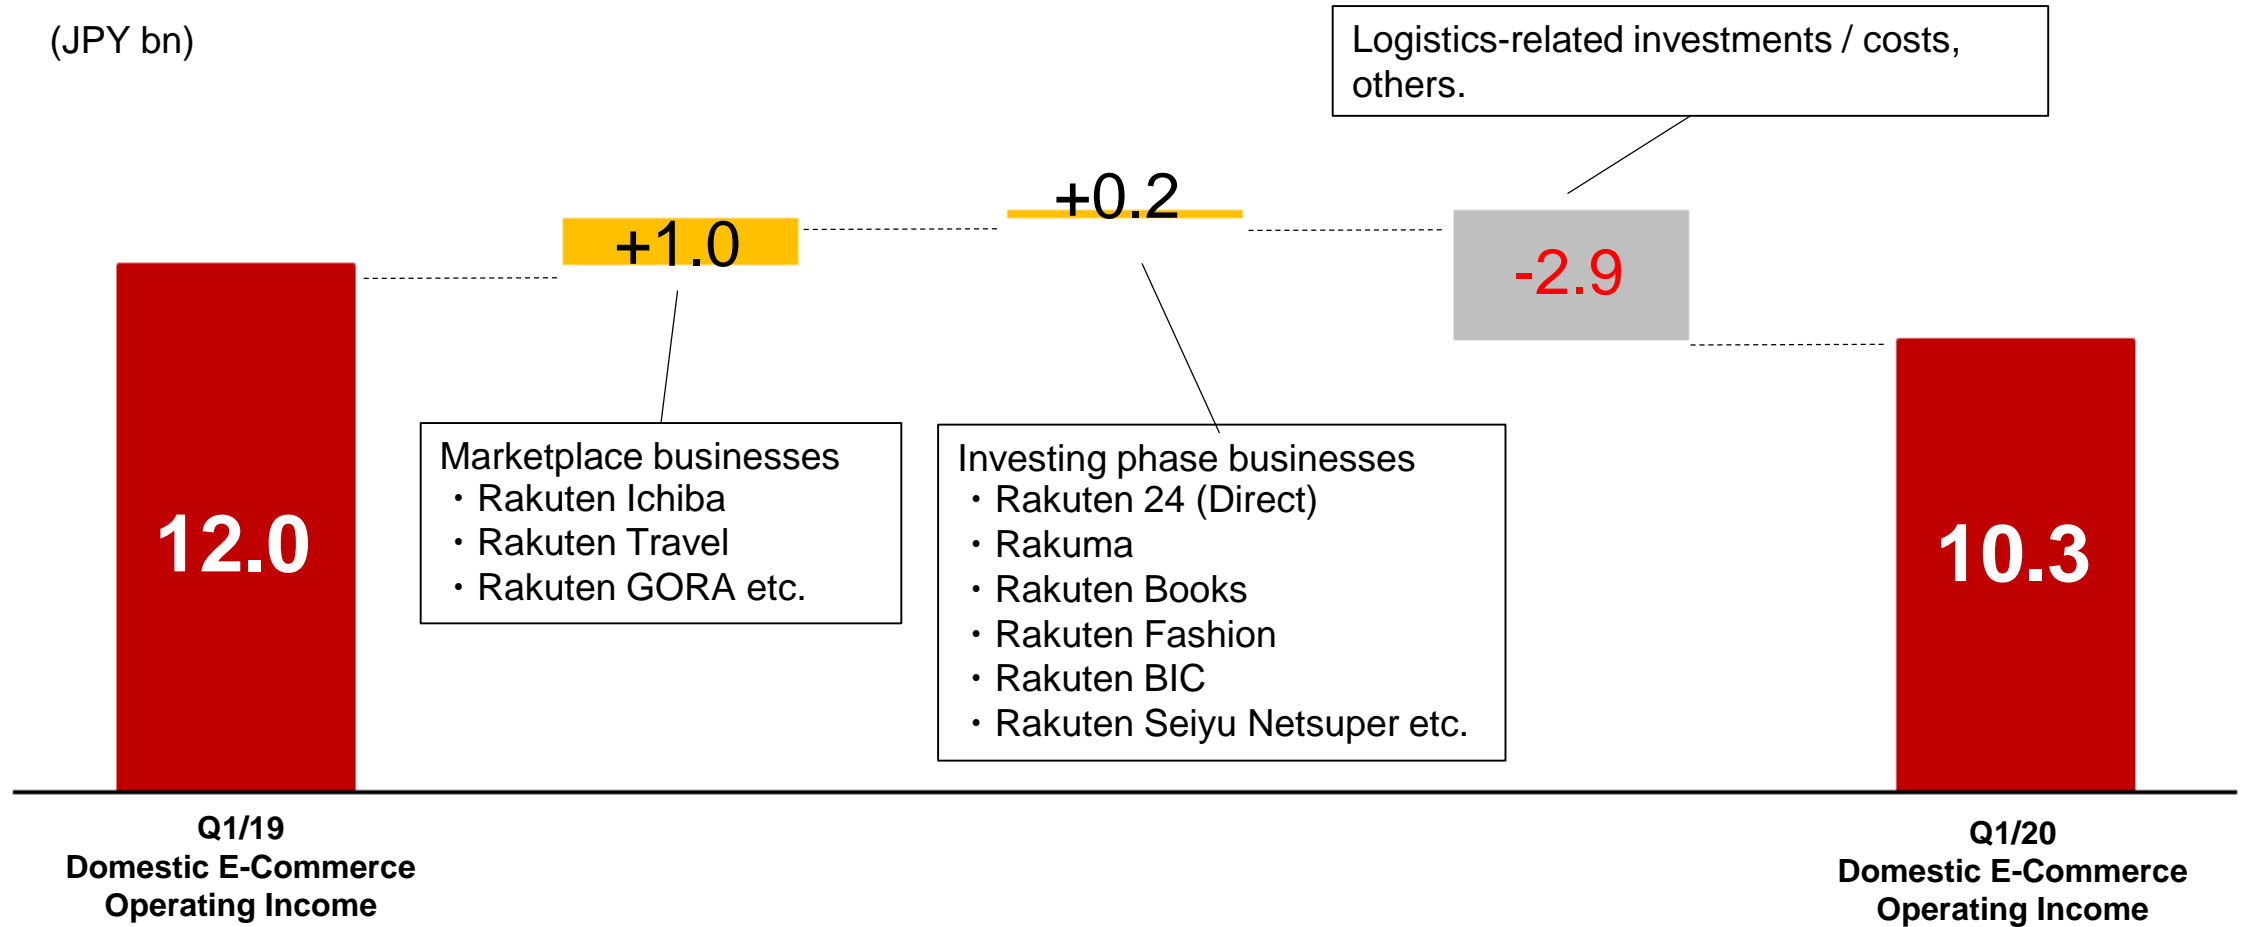 (JPY bn)
Logistics-related investments / costs,
others.
+1.0
+0.2
-2.9
12.0
10.3
Marketplace businesses
・Rakuten Ichiba
・Rakuten Travel
・Rakuten GORA etc.
Investing phase businesses
・Rakuten 24 (Direct)
・Rakuma
・Rakuten Books
・Rakuten Fashion
・Rakuten BIC
・Rakuten Seiyu Netsuper etc.
Q1/19
Domestic E-Commerce
Operating Income
Q1/20
Domestic E-Commerce
Operating Income